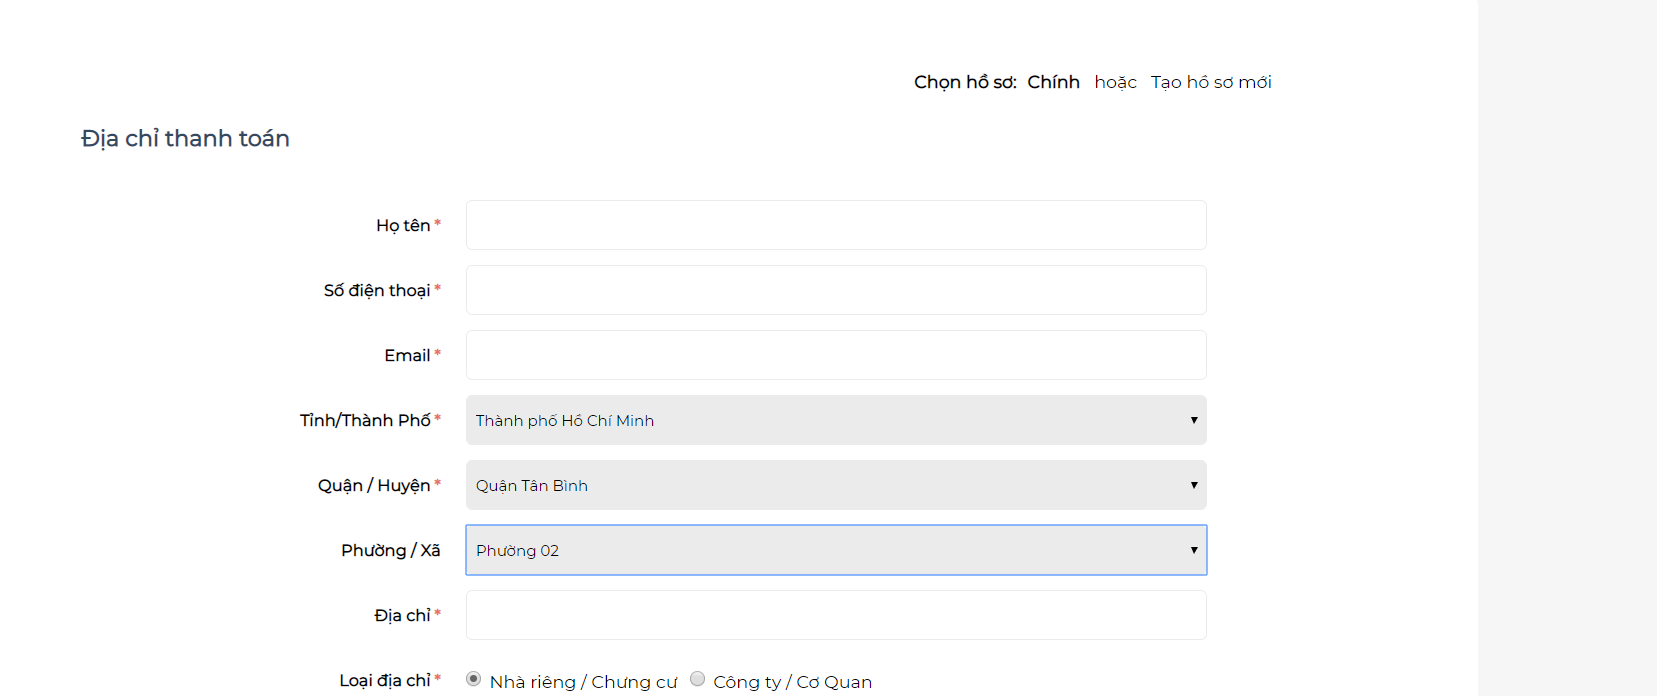 Chọn hồ sơ: Chính hoặc Tạo hồ sơ mới
Địa chỉ thanh toán
Họ tên *
Số điện thoại *
Email *
Tỉnh/Thành Phố * Thành phố Hồ Chí Minh
Quận / Huyện * Quận Tân Bình
Phường / Xã Phường 02
Địa chỉ *
Loại địa chỉ * Nhà riêng / Chưng cư Công ty / Cơ Quan